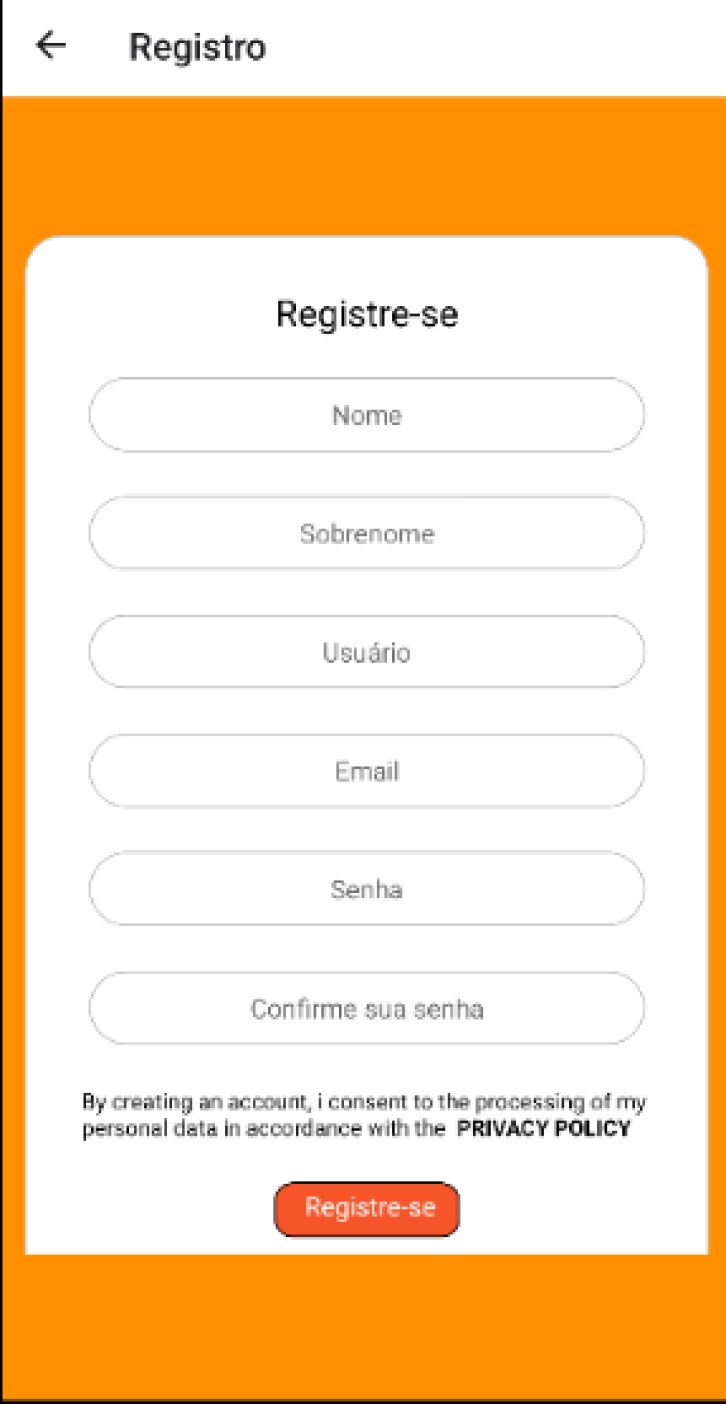 Registro
Registre-se
Nome
Sobrenome
Usuário
Email
Senha
Confirme sua senha
By creating an account, i consent to the processing of my
personal data in accordance with the PRIVACY POLICY
Registre-se